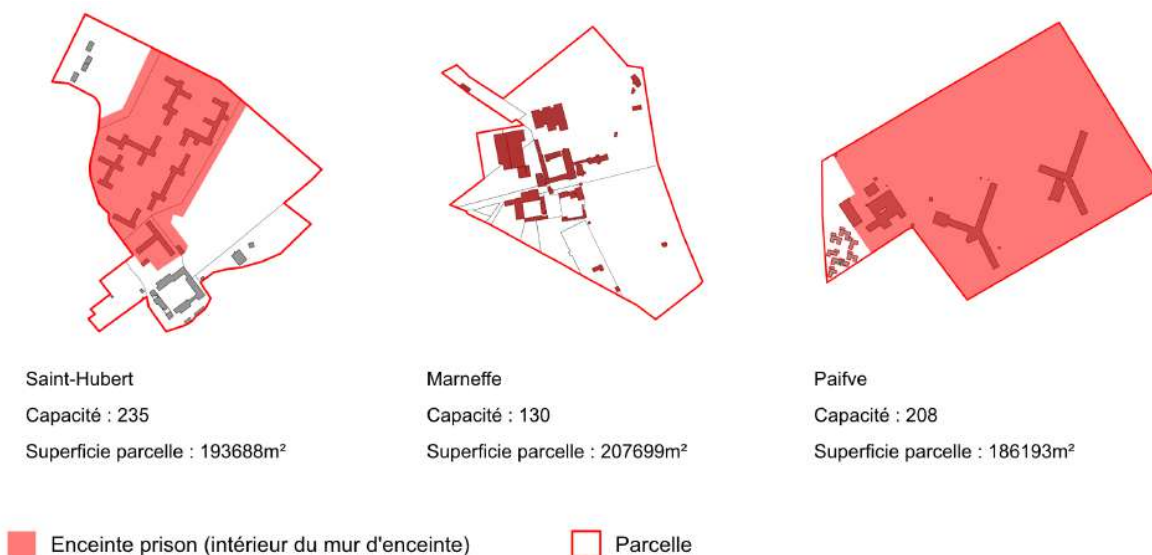 Saint-Hubert
Capacité : 235
Superficie parcelle : 193688m²
Marneffe
Capacité : 130
Superficie parcelle : 207699m²
Paifve
Capacité : 208
Superficie parcelle : 186193m²
Enceinte prison (intérieur du mur d'enceinte)
Parcelle